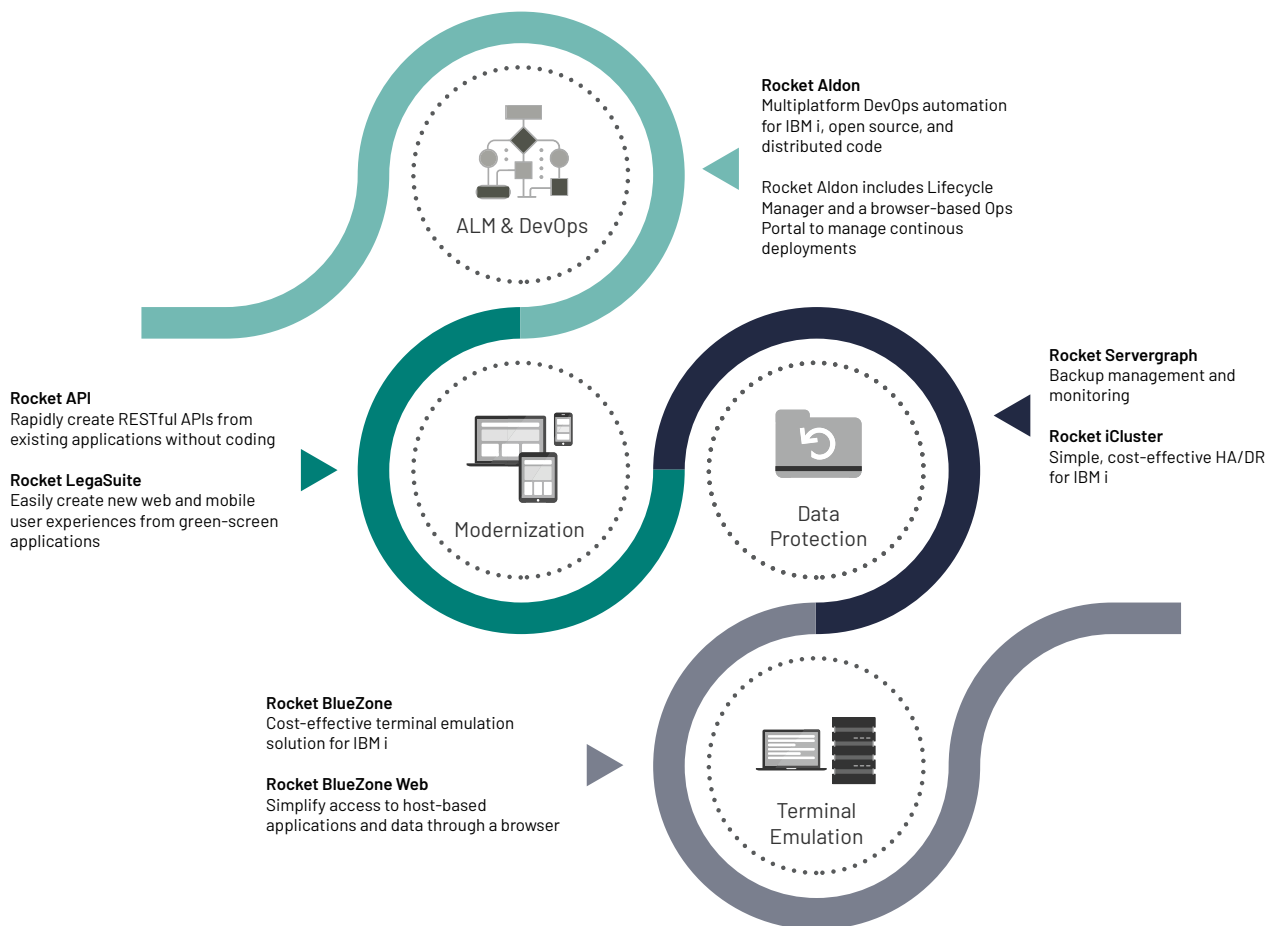 ALM & DevOps
Rocket Aldon
Multiplatform DevOps automation
for IBM i, open source, and
distributed code
Rocket Aldon includes Lifecycle
Manager and a browser-based Ops
Portal to manage continous
deployments
Rocket API
Rapidly create RESTful APIs from
existing applications without coding
Rocket LegaSuite
Easily create new web and mobile
user experiences from green-screen
applications
Modernization
Data
Protection
Rocket Servergraph
Backup management and
monitoring
Rocket iCluster
Simple, cost-effective HA/DR
for IBM i
Rocket BlueZone
Cost-effective terminal emulation
solution for IBM i
Rocket BlueZone Web
Simplify access to host-based
applications and data through a browser
Terminal
Emulation